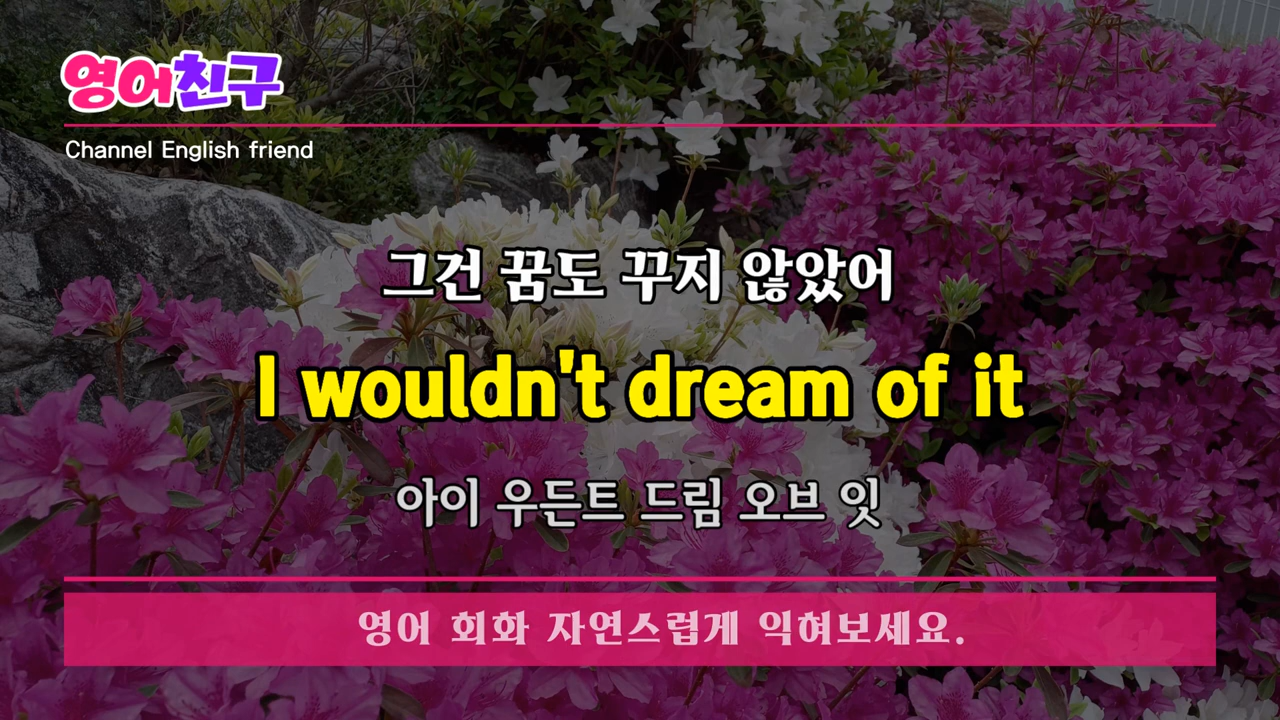 영어친구
Channel English friend
그건 꿈도 꾸지 않았어
I wouldn't dream of it
아이 우든트 드림 오브 잇
영어 회화 자연스럽게 익혀보세요.